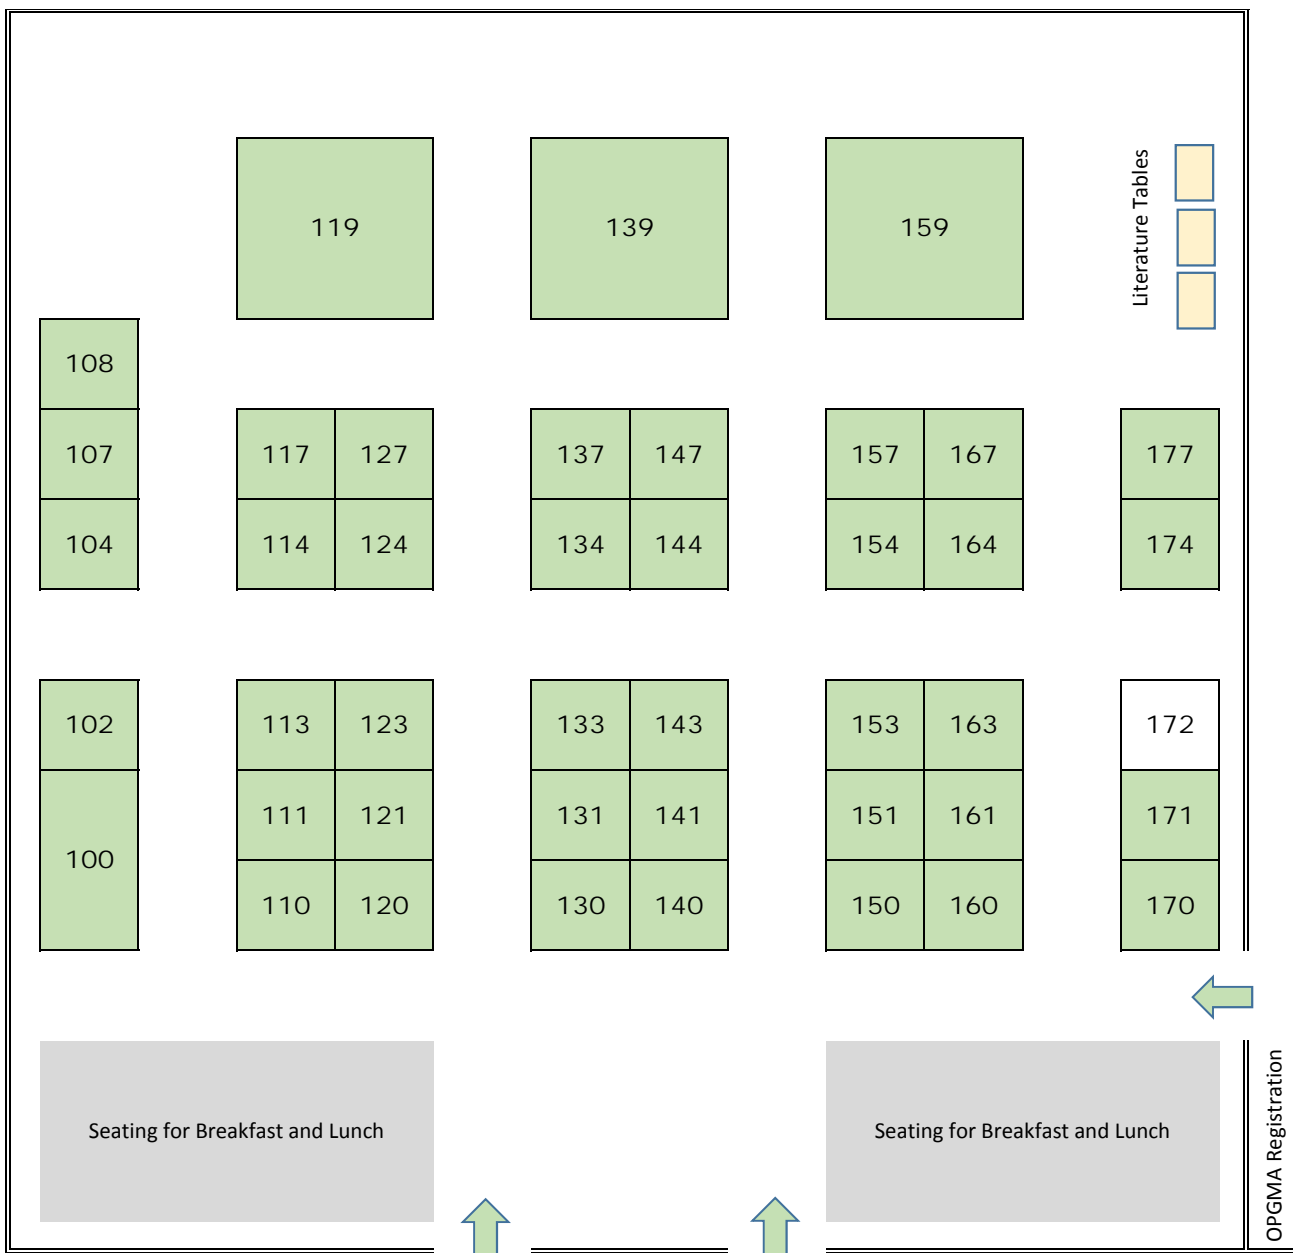 119 139 159
Literature Tables
108
107 117 127 137 147 157 167 177
104 114 124 134 144 154 164 174
102 113 123 133 143 153 163 172
111 121 131 141 151 161 171
100
110 120 130 140 150 160 170
Seating for Breakfast and Lunch
Seating for Breakfast and Lunch
OPGMA Registration